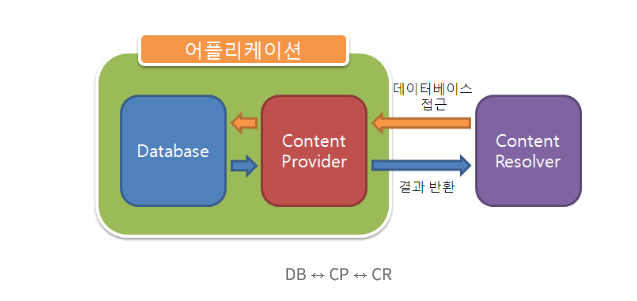 어플리케이션
데이터베이스
접근
Database
Content
Provider
Content
Resolver
결과 반환
DB ↔ CP ↔ CR